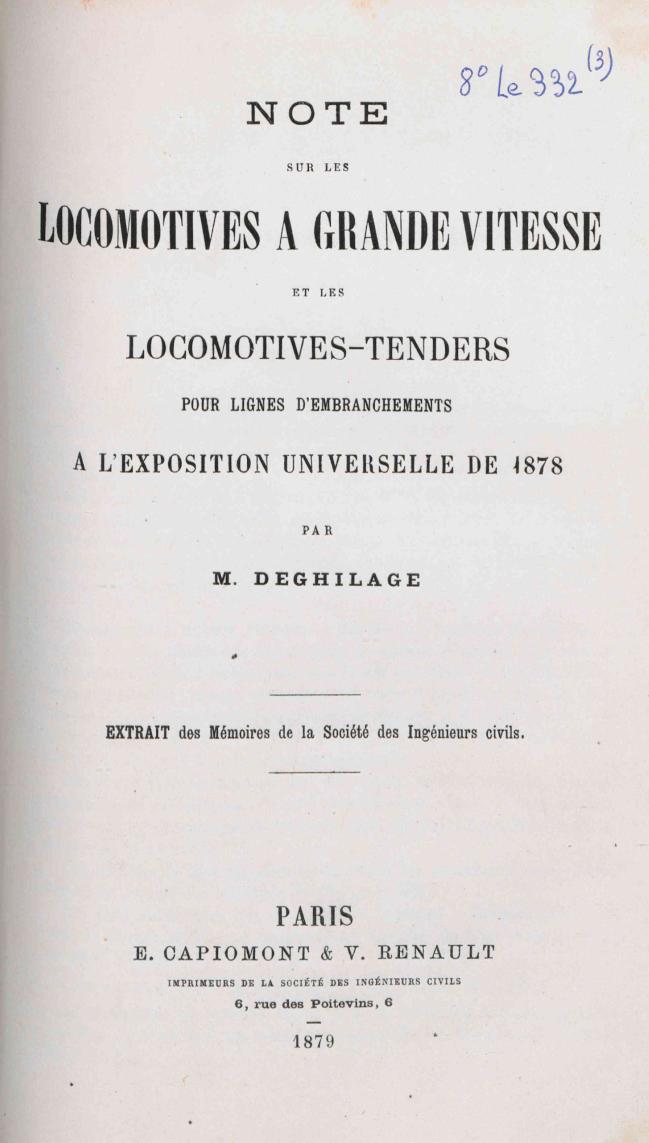 8° Le 332 (3)
NOTE
SUR LES
LOCOMOTIVES A GRANDE VITESSE
ET LES
LOCOMOTIVES-TENDERS
POUR LIGNES D'EMBRANCHEMENTS
A L'EXPOSITION UNIVERSELLE DE 1878
PAR
M. DEGHILAGE
EXTRAIT des Mémoires de la Société des Ingénieurs civils.
PARIS
E. CAPIOMONT & V. RENAULT
IMPRIMEURS DE LA SOCIÉTÉ DES INGÉNIEURS CIVILS
6, rue des Poitevins, 6
1879